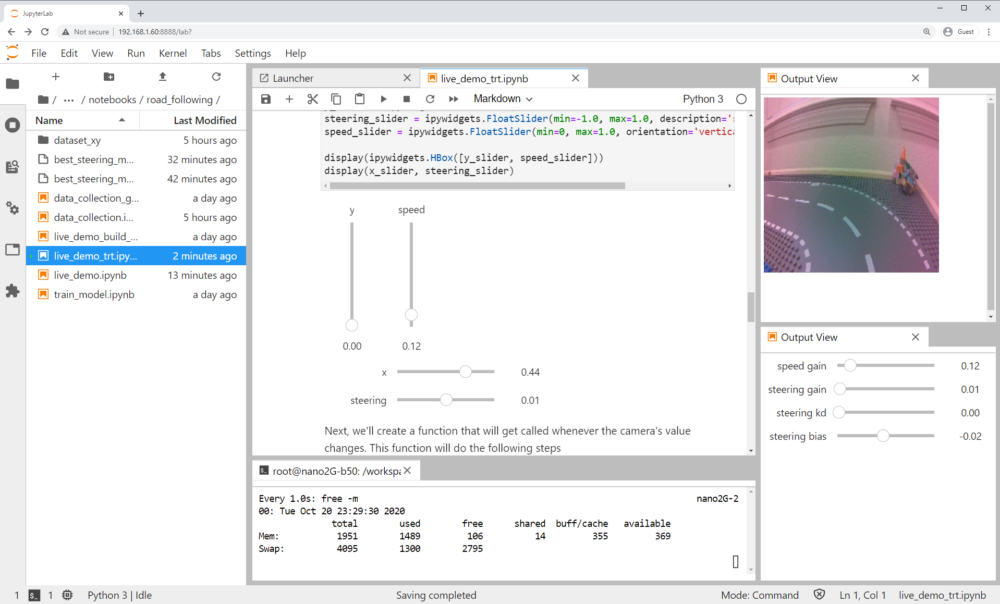 JupyterLab
Not secure 192.168.1.60:8888/lab?
Guest
File Edit View Run Kernel Tabs Settings Help
/ ... / notebooks / road_following /
Name Last Modified
dataset_xy 5 hours ago
best_steering_m... 32 minutes ago
best_steering_m... 42 minutes ago
data_collection_g... a day ago
data_collection.i... 5 hours ago
live_demo_build_... a day ago
live_demo_trt.ipy... 2 minutes ago
live_demo.ipynb 13 minutes ago
train_model.ipynb a day ago
Launcher
live_demo_trt.ipynb
Markdown
Python 3
steering_slider = ipywidgets.FloatSlider(min=-1.0, max=1.0, description='
speed_slider = ipywidgets.FloatSlider(min=0, max=1.0, orientation='vertica
display(ipywidgets.HBox([y_slider, speed_slider]))
display(x_slider, steering_slider)
y speed
0.00 0.12
x 0.44
steering 0.01
Next, we'll create a function that will get called whenever the camera's value
changes. This function will do the following steps
root@nano2G-b50: /workspa
Every 1.0s: free -m nano2G-2
00: Tue Oct 20 23:29:30 2020
total used free shared buff/cache available
Mem: 1951 1489 106 14 355 369
Swap: 4095 1300 2795
Output View
Output View
speed gain 0.12
steering gain 0.01
steering kd 0.00
steering bias -0.02
1 $_ 1 Python 3 | Idle
Saving completed
Mode: Command Ln 1, Col 1 live_demo_trt.ipynb